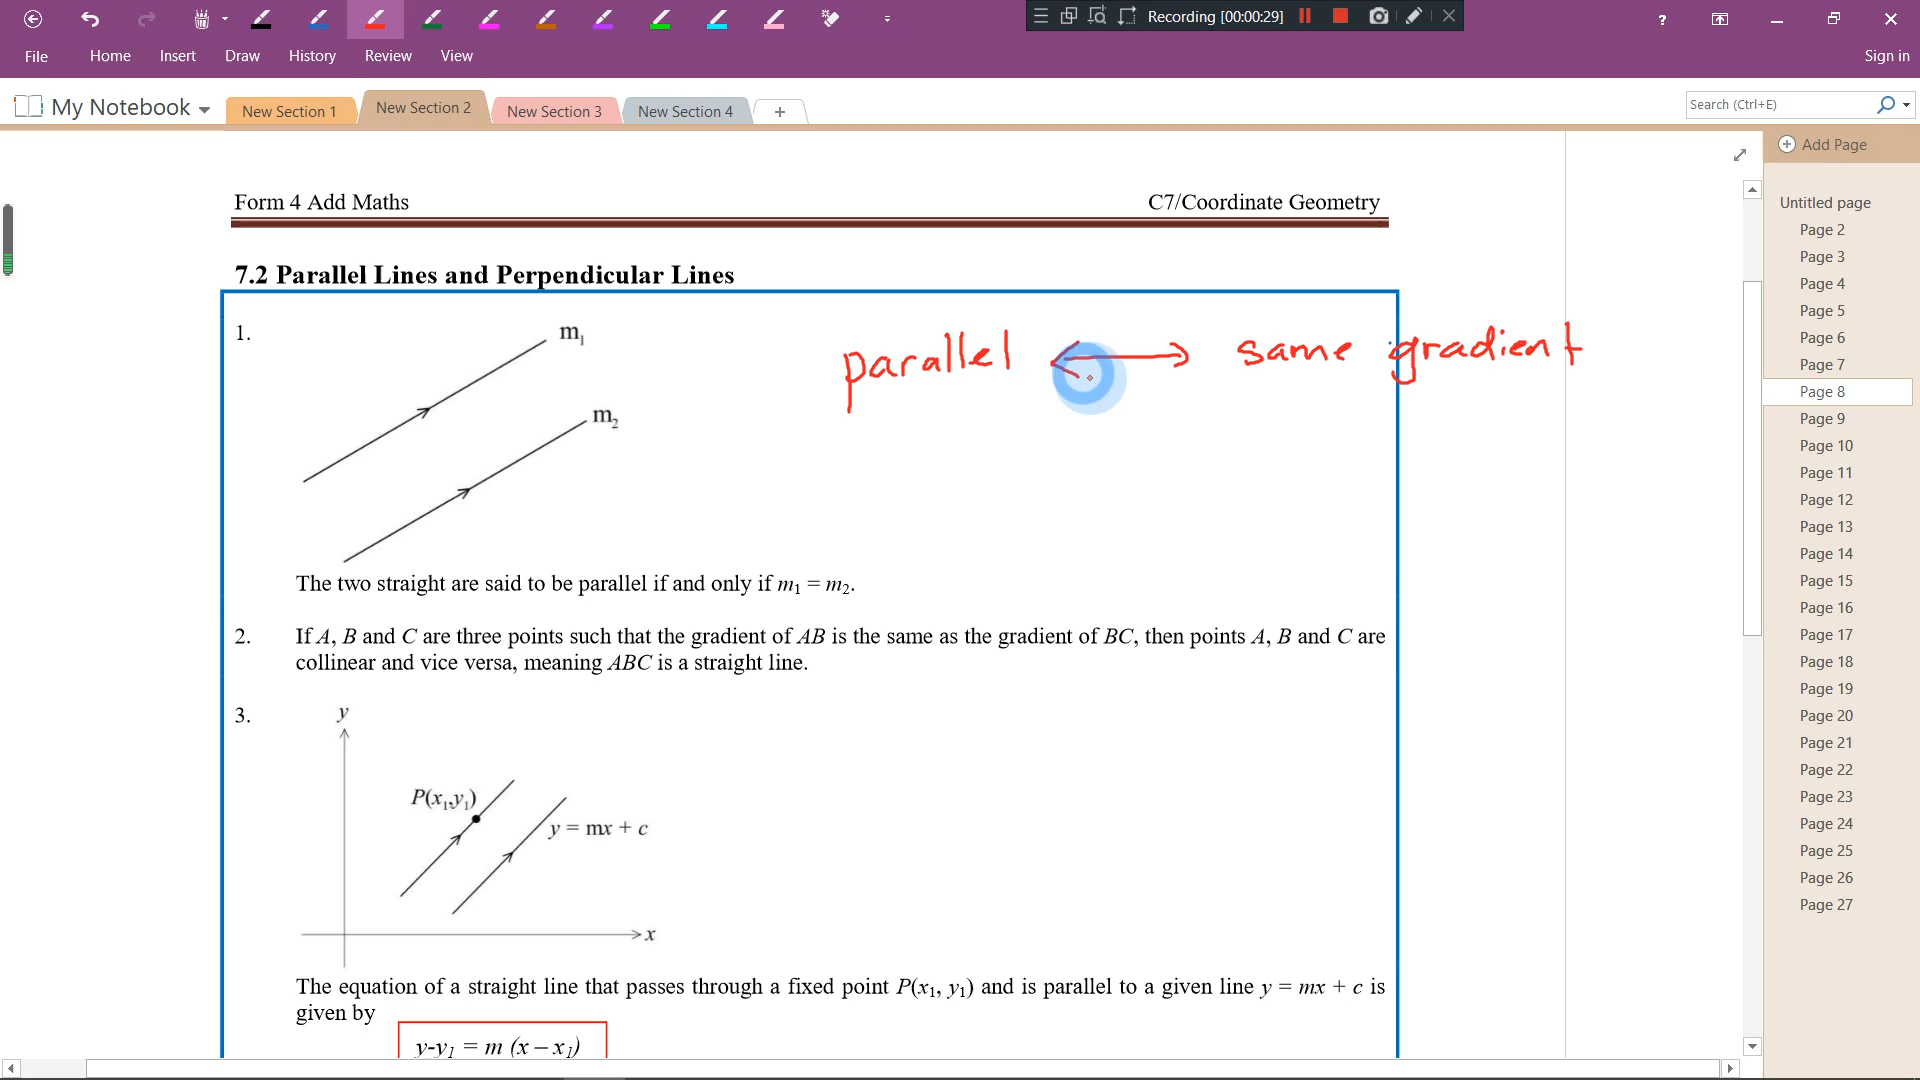 Recording [00:00:29]
?
File Home Insert Draw History Review View
Sign in
My Notebook
New Section 1
New Section 2
New Section 3
New Section 4
+
Search (Ctrl+E)
Add Page
Form 4 Add Maths
C7/Coordinate Geometry
7.2 Parallel Lines and Perpendicular Lines
1.
m₁
m₂
parallel ⟷ same gradient
The two straight are said to be parallel if and only if m₁ = m₂.
2. If A, B and C are three points such that the gradient of AB is the same as the gradient of BC, then points A, B and C are
collinear and vice versa, meaning ABC is a straight line.
3.
y
P(x₁,y₁)
y = mx + c
x
The equation of a straight line that passes through a fixed point P(x₁, y₁) and is parallel to a given line y = mx + c is
given by
y-y₁ = m (x – x₁)
Untitled page
Page 2
Page 3
Page 4
Page 5
Page 6
Page 7
Page 8
Page 9
Page 10
Page 11
Page 12
Page 13
Page 14
Page 15
Page 16
Page 17
Page 18
Page 19
Page 20
Page 21
Page 22
Page 23
Page 24
Page 25
Page 26
Page 27